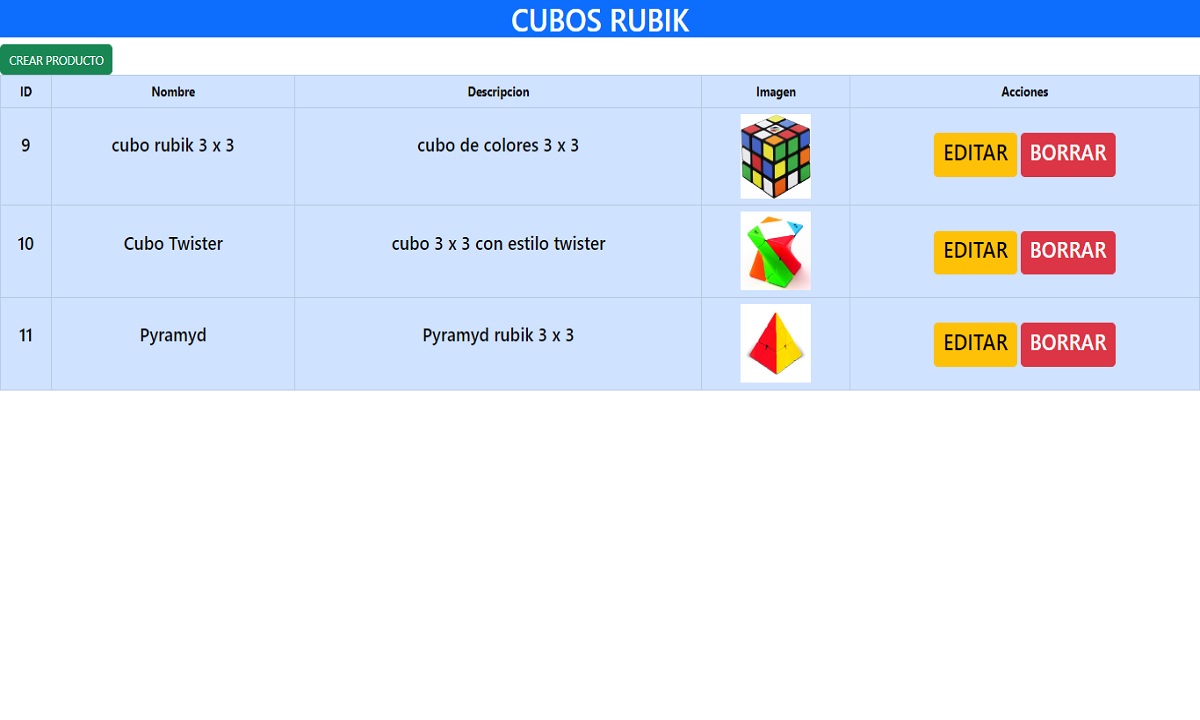 CUBOS RUBIK
CREAR PRODUCTO
ID Nombre Descripcion Imagen Acciones
9 cubo rubik 3 x 3 cubo de colores 3 x 3 EDITAR BORRAR
10 Cubo Twister cubo 3 x 3 con estilo twister EDITAR BORRAR
11 Pyramyd Pyramyd rubik 3 x 3 EDITAR BORRAR